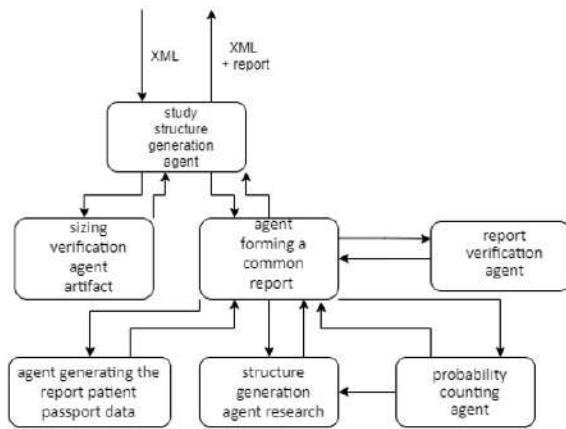 XML
XML
+ report
study
structure
generation
agent
sizing
verification
agent
artifact
agent
forming a
common
report
report
verification
agent
agent generating the
report patient
passport data
structure
generation
agent research
probability
counting
agent